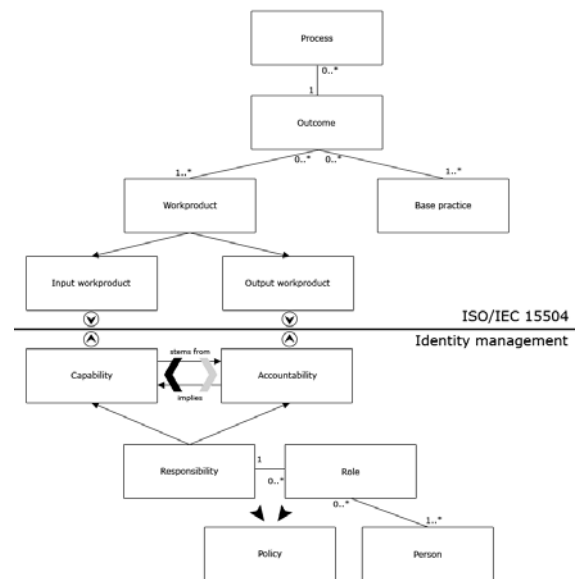 Process
0..*
1
Outcome
0..* 0..*
1..* 1..*
Workproduct Base practice
Input workproduct Output workproduct
ISO/IEC 15504
Identity management
stems from
Capability Accountability
implies
Responsibility 1 0..* Role
0..* 1..*
Policy Person